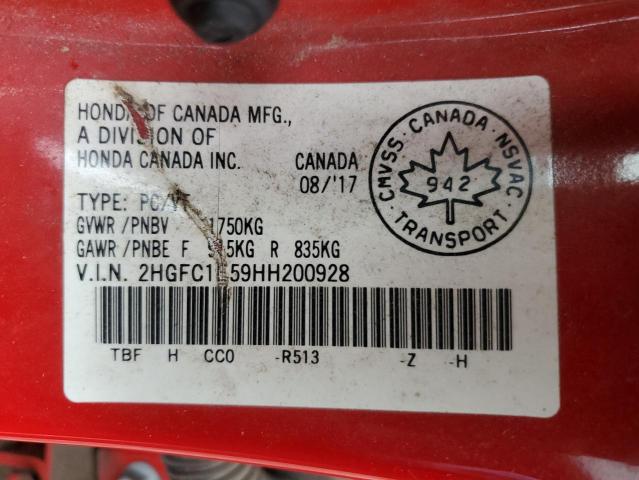 HONDA OF CANADA MFG.,
A DIVISION OF
HONDA CANADA INC. CANADA
08/'17
TYPE:
GVWR /PNBV 1750KG
GAWR /PNBE F R 835KG
V.I.N.
TBF H CC0 -R513 -Z -H
CMVSS · CANADA · NSVAC
942
TRANSPORT